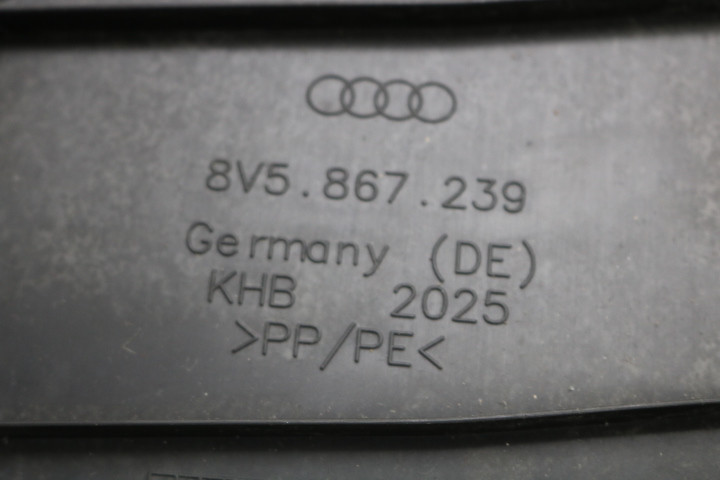 8V5.867.239
Germany (DE)
KHB 2025
>PP/PE<